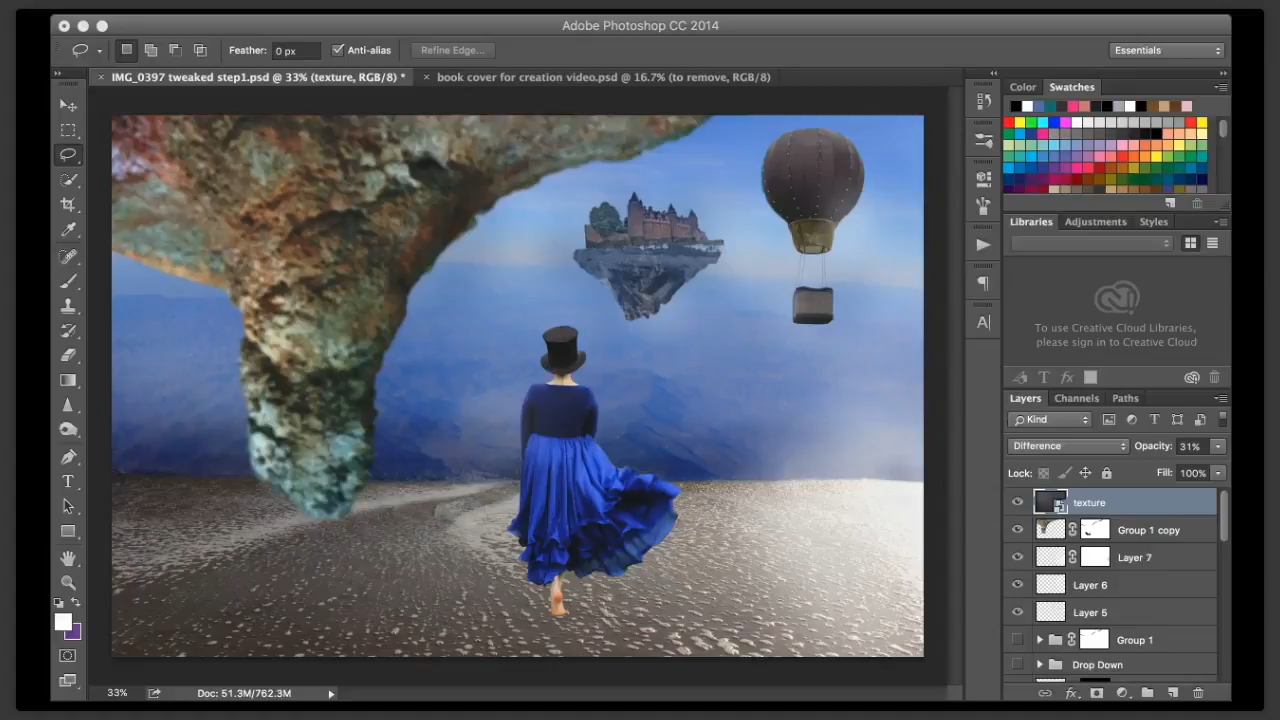 Adobe Photoshop CC 2014
Feather: 0 px Anti-alias Refine Edge... Essentials
IMG_0397 tweaked step1.psd @ 33% (texture, RGB/8) * book cover for creation video.psd @ 16.7% (to remove, RGB/8)
Color Swatches
Libraries Adjustments Styles
To use Creative Cloud Libraries,
please sign in to Creative Cloud
Layers Channels Paths
Kind
Difference Opacity: 31%
Lock: Fill: 100%
texture
Group 1 copy
Layer 7
Layer 6
Layer 5
Group 1
Drop Down
33% Doc: 51.3M/762.3M